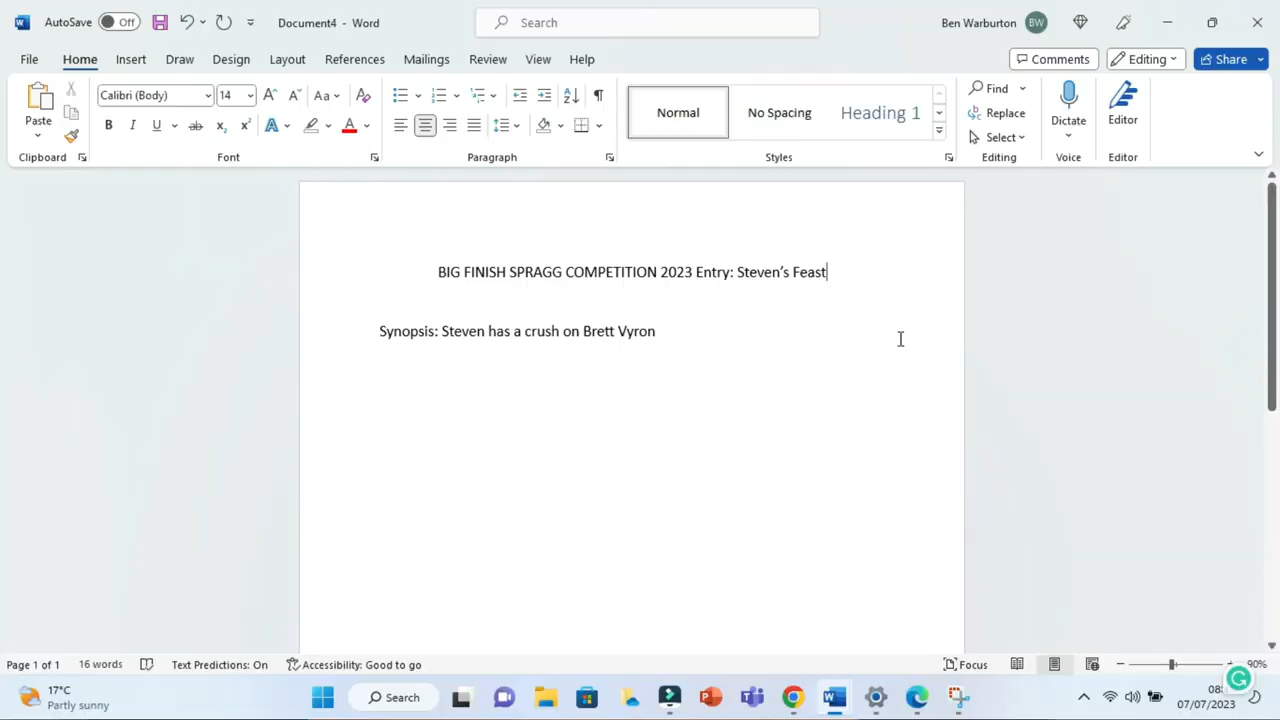 AutoSave Off Document4 - Word Search Ben Warburton BW
File Home Insert Draw Design Layout References Mailings Review View Help Comments Editing Share
Calibri (Body) 14 A A Aa A Normal No Spacing Heading 1 Find
Paste B I U ab x₂ x² A A Replace Dictate Editor
Select
Clipboard Font Paragraph Styles Editing Voice Editor
BIG FINISH SPRAGG COMPETITION 2023 Entry: Steven’s Feast
Synopsis: Steven has a crush on Brett Vyron
Page 1 of 1 16 words Text Predictions: On Accessibility: Good to go Focus 90%
17°C
Partly sunny
Search
07/07/2023